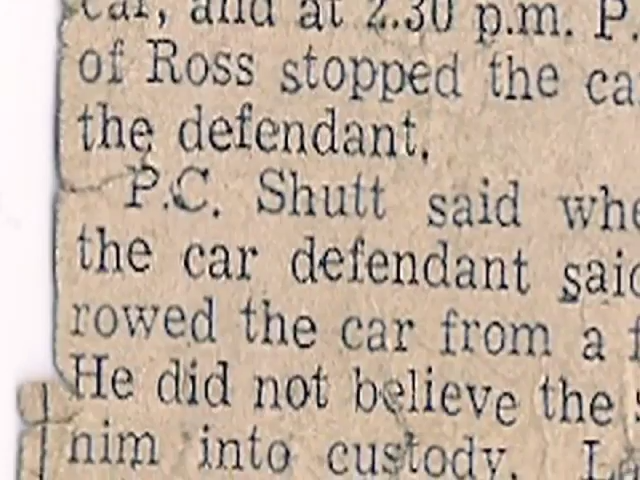 car, and at 2.30 p.m. P.
of Ross stopped the ca
the defendant.
P.C. Shutt said whe
the car defendant said
rowed the car from a f
He did not believe the s
him into custody. La